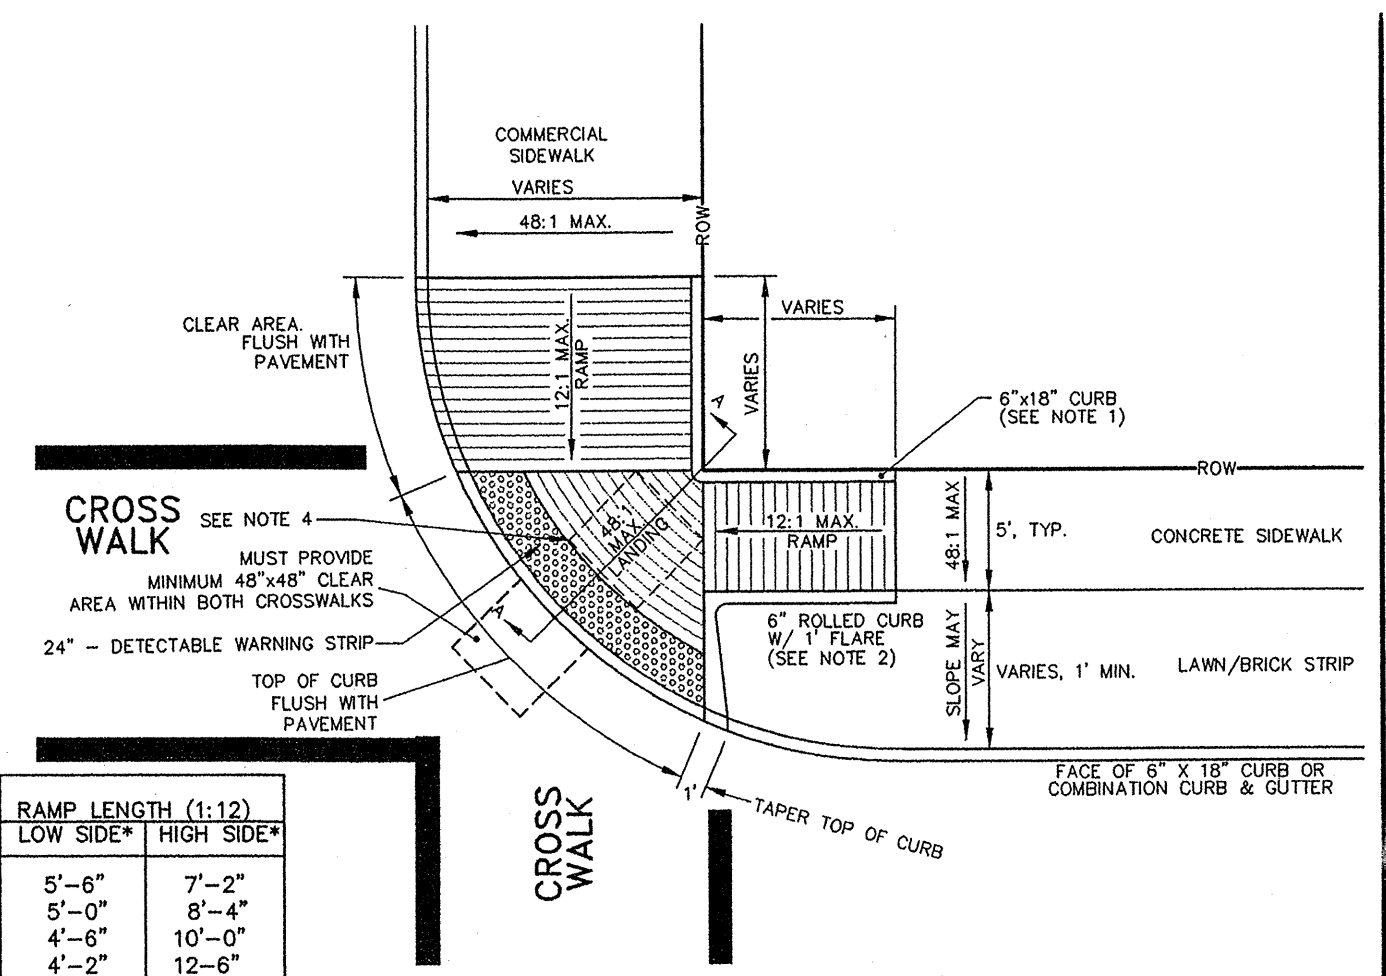 COMMERCIAL
SIDEWALK
VARIES
48:1 MAX.
ROW
CLEAR AREA.
FLUSH WITH
PAVEMENT
12:1 MAX.
RAMP
VARIES
VARIES
A
6"x18" CURB
(SEE NOTE 1)
ROW
CROSS
WALK
SEE NOTE 4
48:1
MAX.
LANDING
12:1 MAX.
RAMP
48:1 MAX
5', TYP.
CONCRETE SIDEWALK
MUST PROVIDE
MINIMUM 48"x48" CLEAR
AREA WITHIN BOTH CROSSWALKS
A
24" – DETECTABLE WARNING STRIP
6" ROLLED CURB
W/ 1' FLARE
(SEE NOTE 2)
SLOPE MAY
VARY
VARIES, 1' MIN.
LAWN/BRICK STRIP
TOP OF CURB
FLUSH WITH
PAVEMENT
FACE OF 6" X 18" CURB OR
COMBINATION CURB & GUTTER
1'
TAPER TOP OF CURB
CROSS
WALK
RAMP LENGTH (1:12)
LOW SIDE* HIGH SIDE*
5'–6" 7'–2"
5'–0" 8'–4"
4'–6" 10'–0"
4'–2" 12–6"